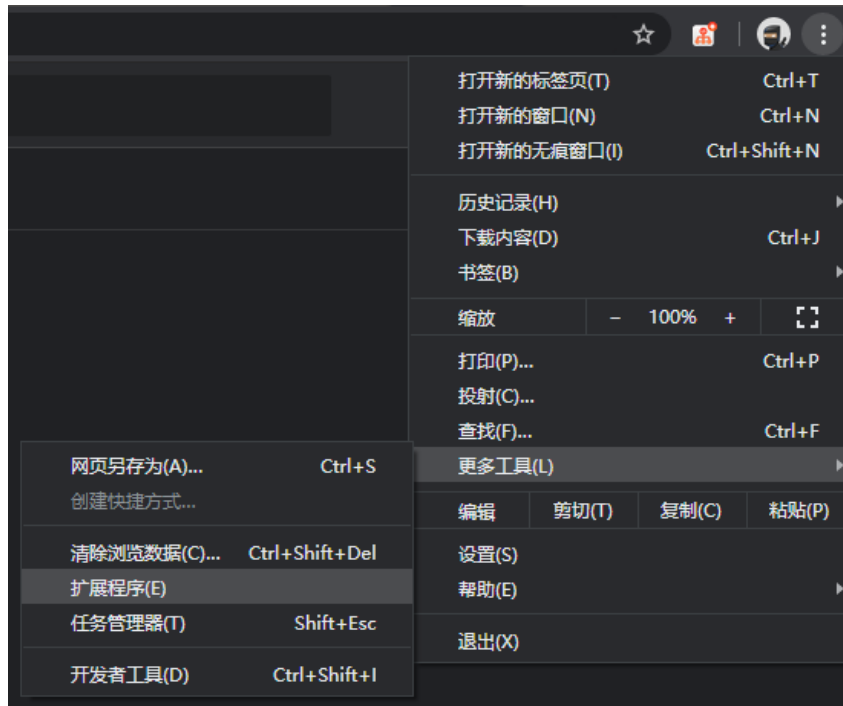 打开新的标签页(T) Ctrl+T
打开新的窗口(N) Ctrl+N
打开新的无痕窗口(I) Ctrl+Shift+N
历史记录(H)
下载内容(D) Ctrl+J
书签(B)
缩放 − 100% +
打印(P)... Ctrl+P
投射(C)...
查找(F)... Ctrl+F
更多工具(L)
编辑 剪切(T) 复制(C) 粘贴(P)
设置(S)
帮助(E)
退出(X)
网页另存为(A)... Ctrl+S
创建快捷方式...
清除浏览数据(C)... Ctrl+Shift+Del
扩展程序(E)
任务管理器(T) Shift+Esc
开发者工具(D) Ctrl+Shift+I